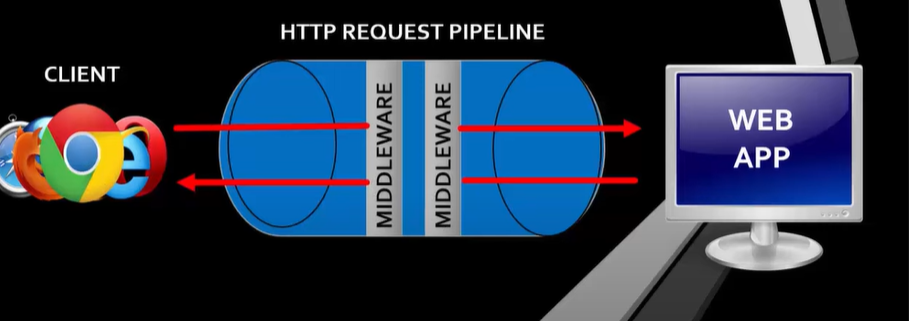 HTTP REQUEST PIPELINE
CLIENT
MIDDLEWARE
MIDDLEWARE
WEB
APP